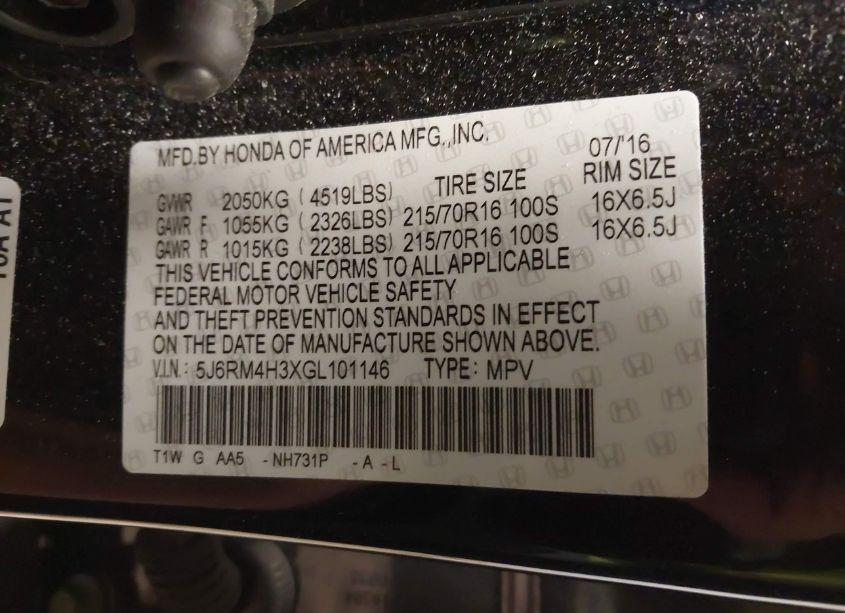 MFD.BY HONDA OF AMERICA MFG.,INC. 07/'16
TIRE SIZE RIM SIZE
GVWR 2050KG (4519LBS)
GAWR F 1055KG (2326LBS) 215/70R16 100S 16X6.5J
GAWR R 1015KG (2238LBS) 215/70R16 100S 16X6.5J
THIS VEHICLE CONFORMS TO ALL APPLICABLE
FEDERAL MOTOR VEHICLE SAFETY
AND THEFT PREVENTION STANDARDS IN EFFECT
ON THE DATE OF MANUFACTURE SHOWN ABOVE.
V.I.N.: 5J6RM4H3XGL101146 TYPE: MPV
T1W G AA5 -NH731P -A -L